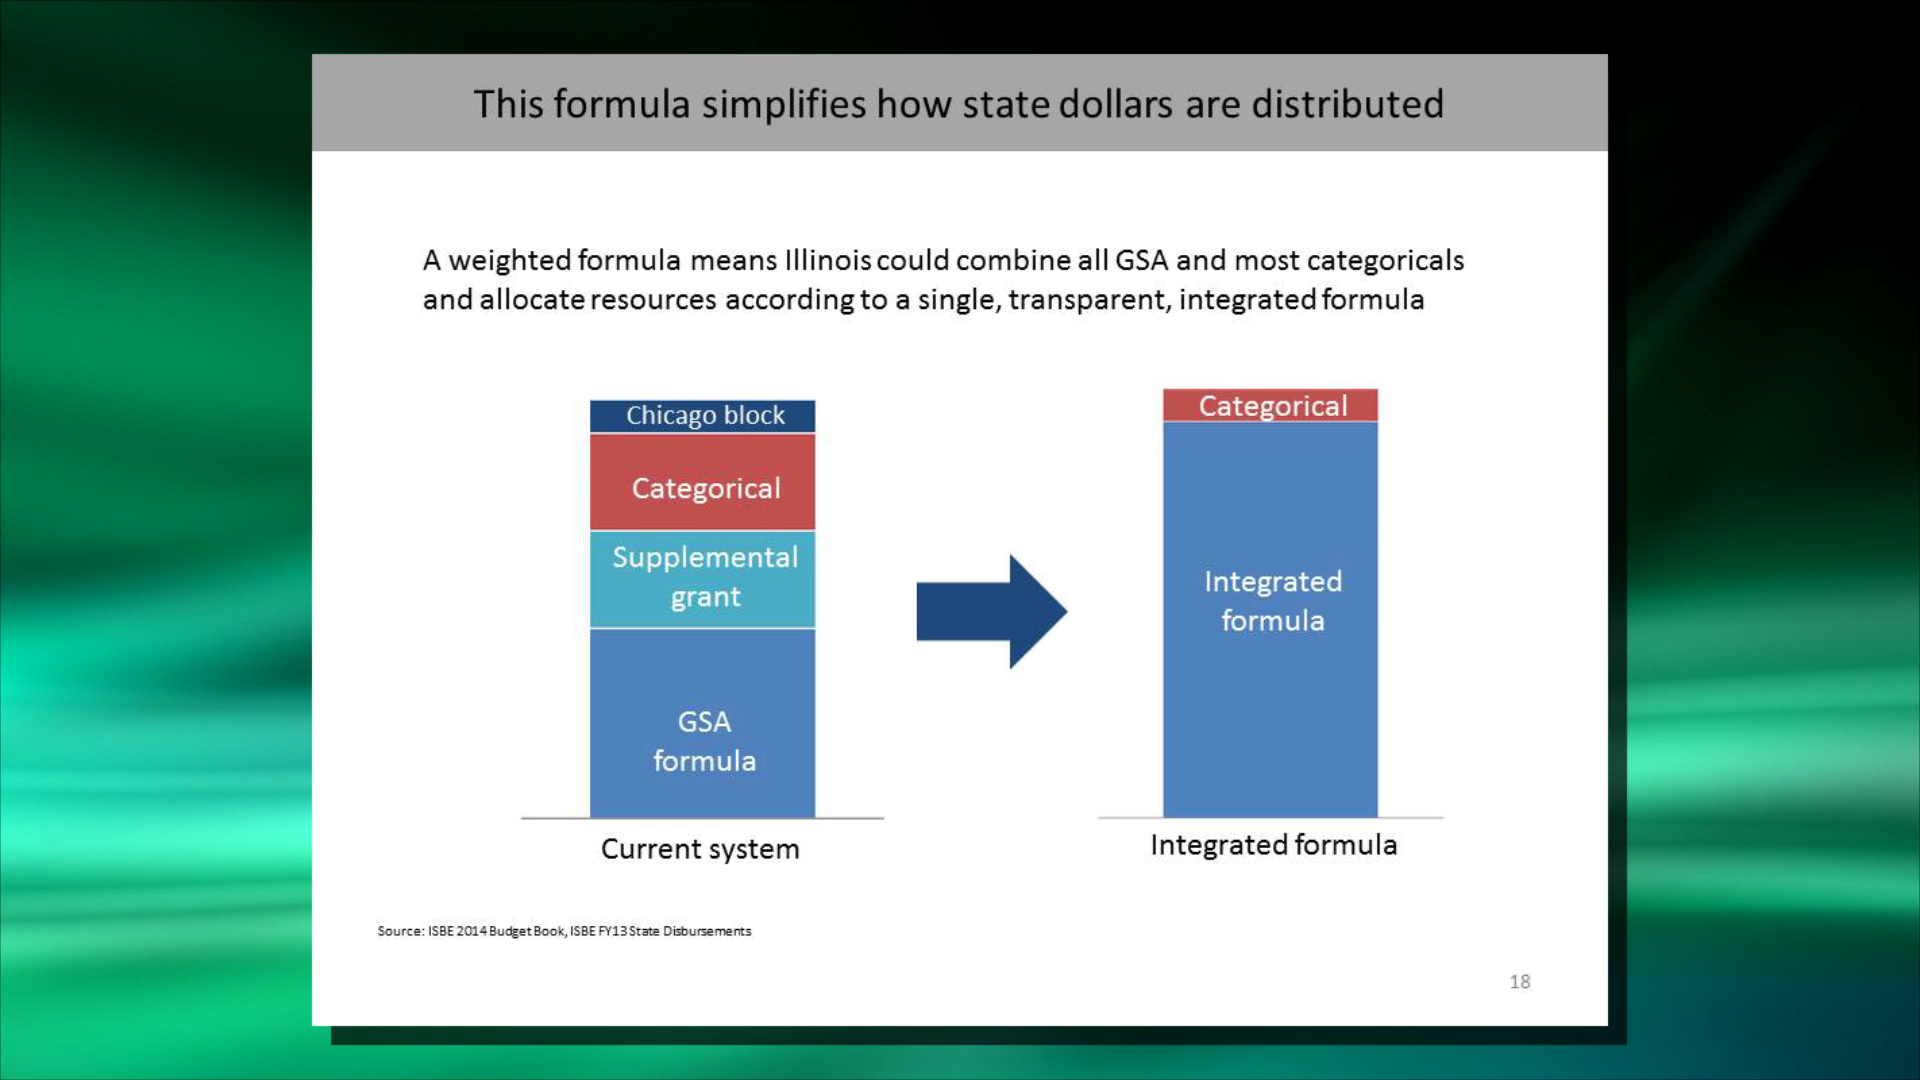 This formula simplifies how state dollars are distributed
A weighted formula means Illinois could combine all GSA and most categoricals
and allocate resources according to a single, transparent, integrated formula
Chicago block
Categorical
Supplemental
grant
GSA
formula
Current system
Categorical
Integrated
formula
Integrated formula
Source: ISBE 2014 Budget Book, ISBE FY13 State Disbursements
18